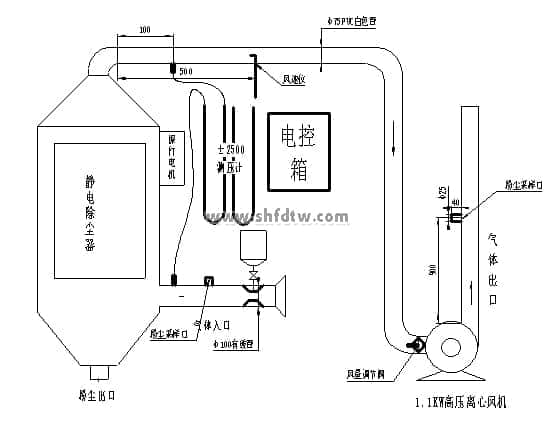 100
Φ75PVC白色管
500
风速仪
振打电机
±2500
测压计
电控
箱
静电除尘器
www.shfdtw.com
Φ25
粉尘采样口
900
气体出口
粉尘采样口
气体入口
Φ100有机管
风量调节阀
粉尘出口
1.1KW高压离心风机